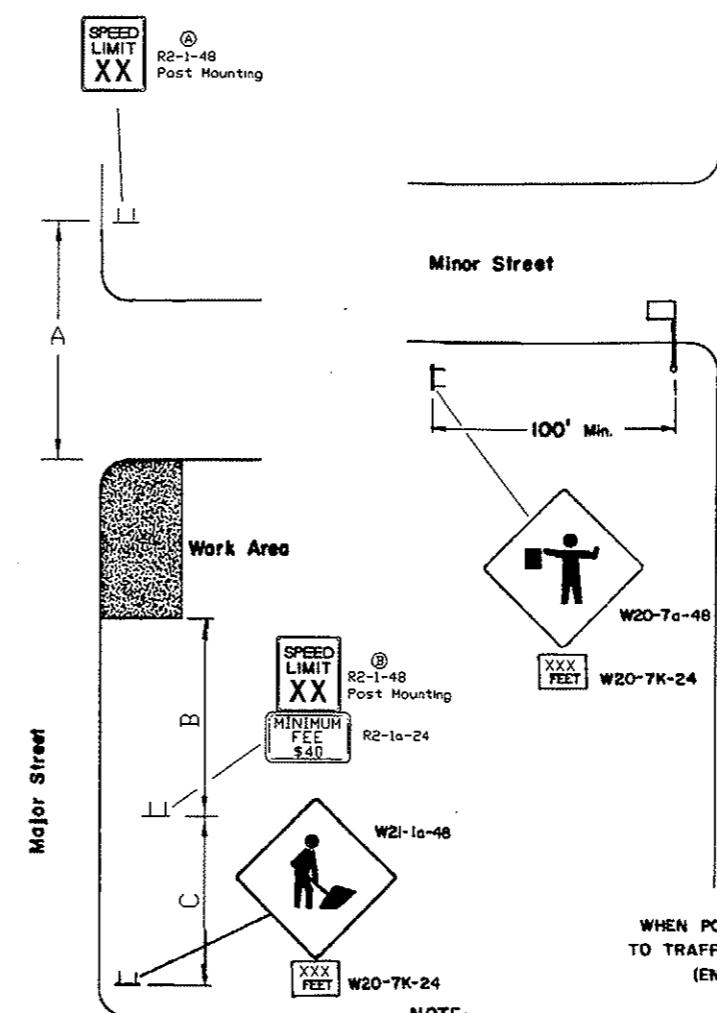 SPEED
LIMIT
XX
Ⓐ
R2-1-48
Post Mounting
Minor Street
A
100' Min.
Work Area
W20-7a-48
XXX
FEET
W20-7K-24
SPEED
LIMIT
XX
Ⓑ
R2-1-48
Post Mounting
MINIMUM
FEE
$40
R2-1a-24
B
Major Street
W21-1a-48
C
XXX
FEET
W20-7K-24
WHEN PO
TO TRAFF
(EN
NOTE: